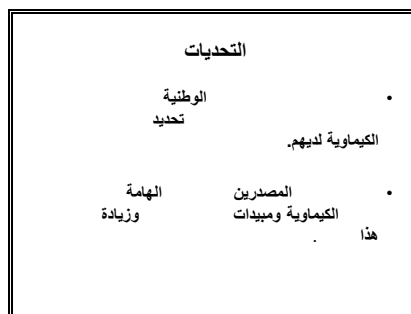 التحديات
• الوطنية
تحديد
الكيماوية لديهم.
• المصدرين الهامة
الكيماوية ومبيدات وزيادة
هذا .